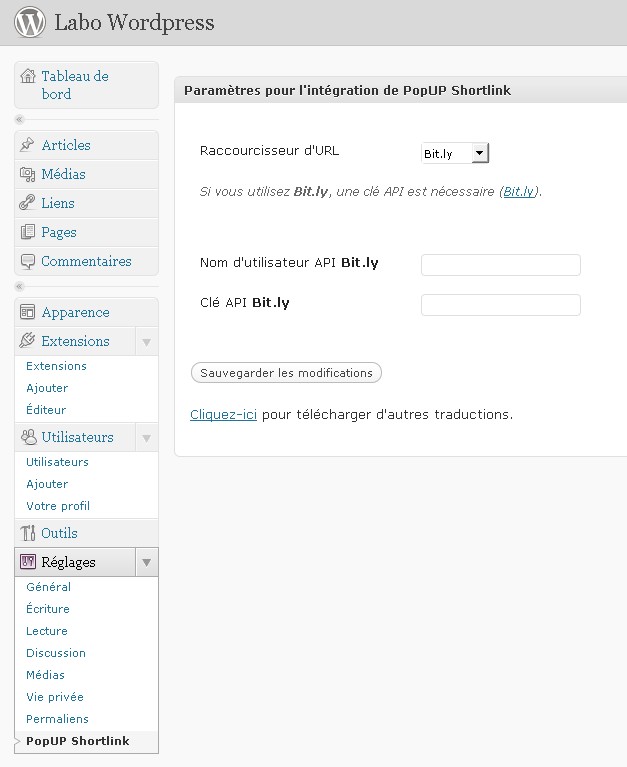 Labo Wordpress
Tableau de
bord
Articles
Médias
Liens
Pages
Commentaires
Apparence
Extensions
Extensions
Ajouter
Éditeur
Utilisateurs
Utilisateurs
Ajouter
Votre profil
Outils
Réglages
Général
Écriture
Lecture
Discussion
Médias
Vie privée
Permaliens
PopUP Shortlink
Paramètres pour l'intégration de PopUP Shortlink
Raccourcisseur d'URL Bit.ly
Si vous utilisez Bit.ly, une clé API est nécessaire (Bit.ly).
Nom d'utilisateur API Bit.ly
Clé API Bit.ly
Sauvegarder les modifications
Cliquez-ici pour télécharger d'autres traductions.